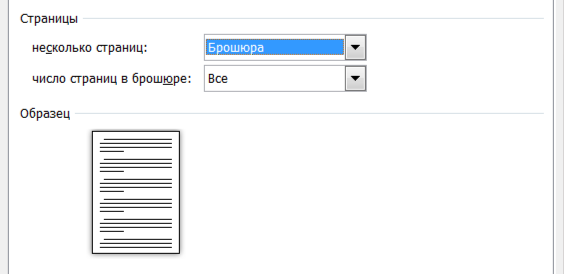 Страницы
несколько страниц: Брошюра
число страниц в брошюре: Все
Образец